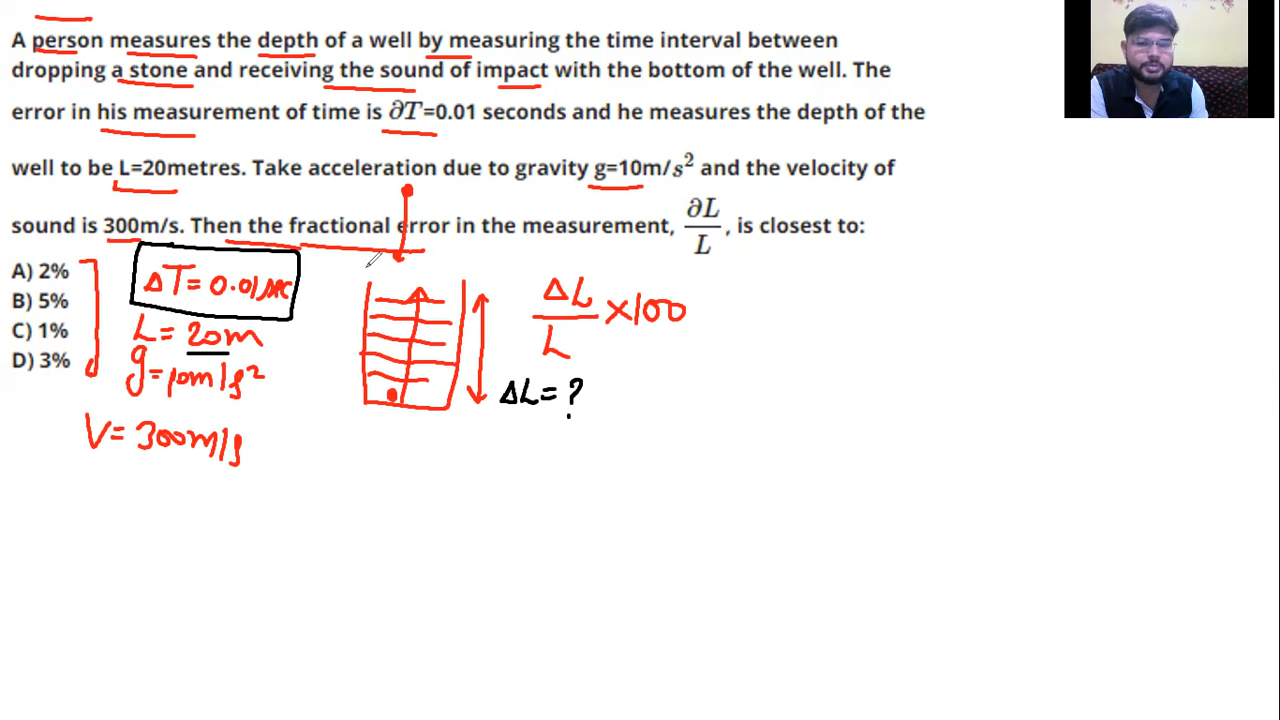 A person measures the depth of a well by measuring the time interval between
dropping a stone and receiving the sound of impact with the bottom of the well. The
error in his measurement of time is ∂T=0.01 seconds and he measures the depth of the
well to be L=20metres. Take acceleration due to gravity g=10m/s² and the velocity of
sound is 300m/s. Then the fractional error in the measurement, ∂L/L, is closest to:
A) 2%
B) 5%
C) 1%
D) 3%
ΔT = 0.01 sec
L = 20m
g = 10m/s²
V = 300m/s
ΔL/L ×100
ΔL = ?